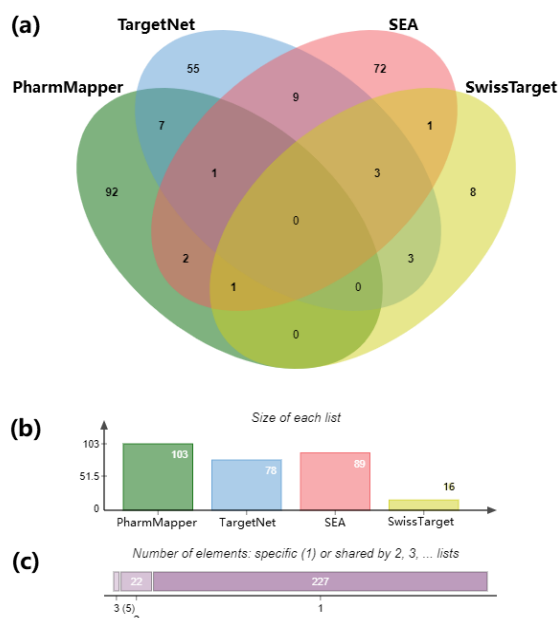 (a)
TargetNet
SEA
PharmMapper
SwissTarget
55
72
9
7
1
92
1
3
8
0
2
3
1
0
0
(b)
Size of each list
103
51.5
0
103
78
89
16
PharmMapper
TargetNet
SEA
SwissTarget
(c)
Number of elements: specific (1) or shared by 2, 3, ... lists
22
227
3 (5)
1